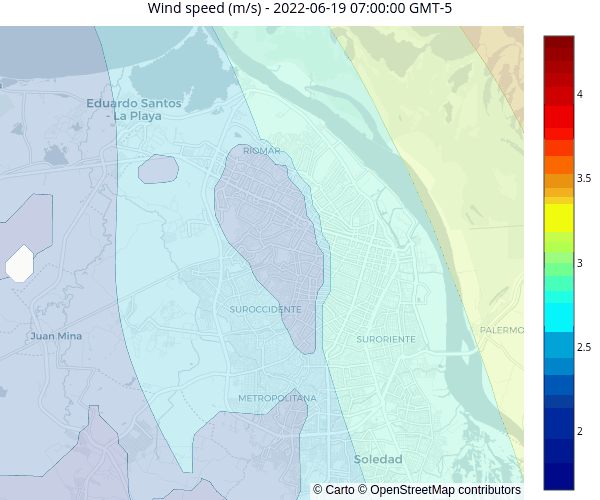 Wind speed (m/s) - 2022-06-19 07:00:00 GMT-5
Eduardo Santos
- La Playa
RIOMAR
SUROCCIDENTE
Juan Mina
SURORIENTE
PALERMO
METROPOLITANA
Soledad
© Carto © OpenStreetMap contributors
4
3.5
3
2.5
2